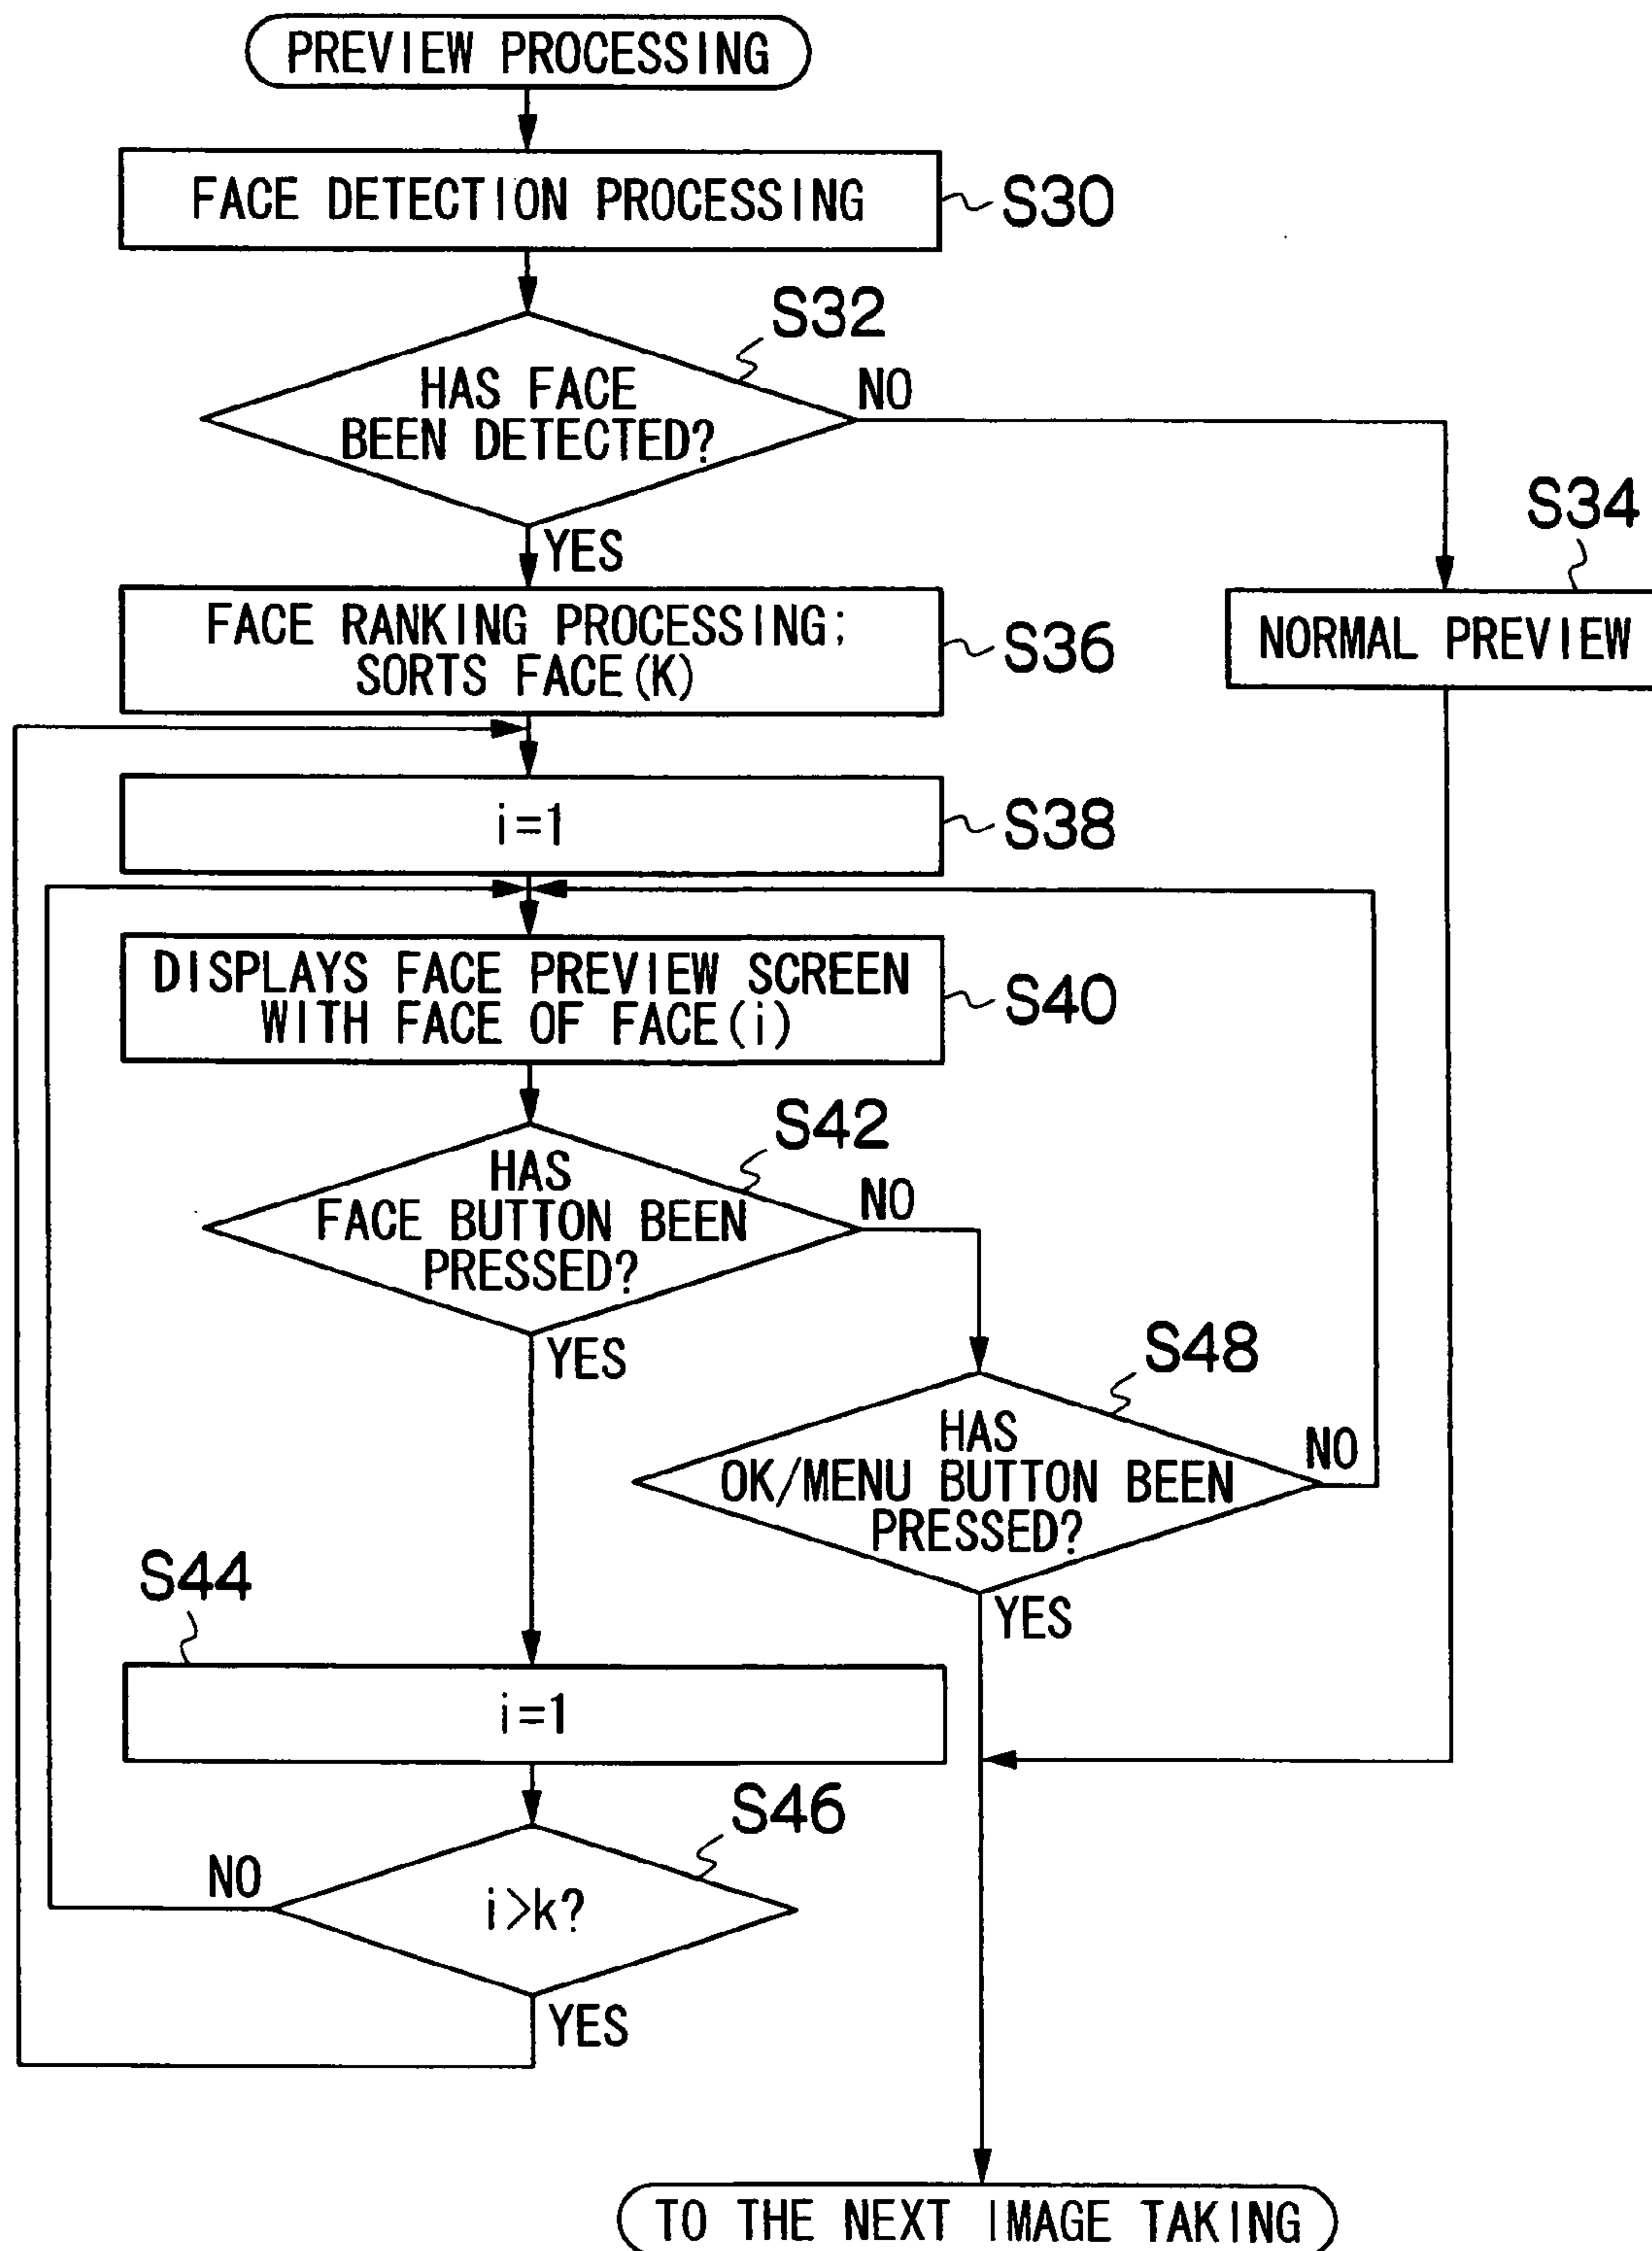 PREVIEW PROCESSING
FACE DETECTION PROCESSING
S30
S32
HAS FACE
BEEN DETECTED?
NO
YES
S34
NORMAL PREVIEW
FACE RANKING PROCESSING;
SORTS FACE(K)
S36
i=1
S38
DISPLAYS FACE PREVIEW SCREEN
WITH FACE OF FACE(i)
S40
S42
HAS
FACE BUTTON BEEN
PRESSED?
NO
YES
S48
HAS
OK/MENU BUTTON BEEN
PRESSED?
NO
YES
S44
i=1
S46
i>k?
NO
YES
TO THE NEXT IMAGE TAKING